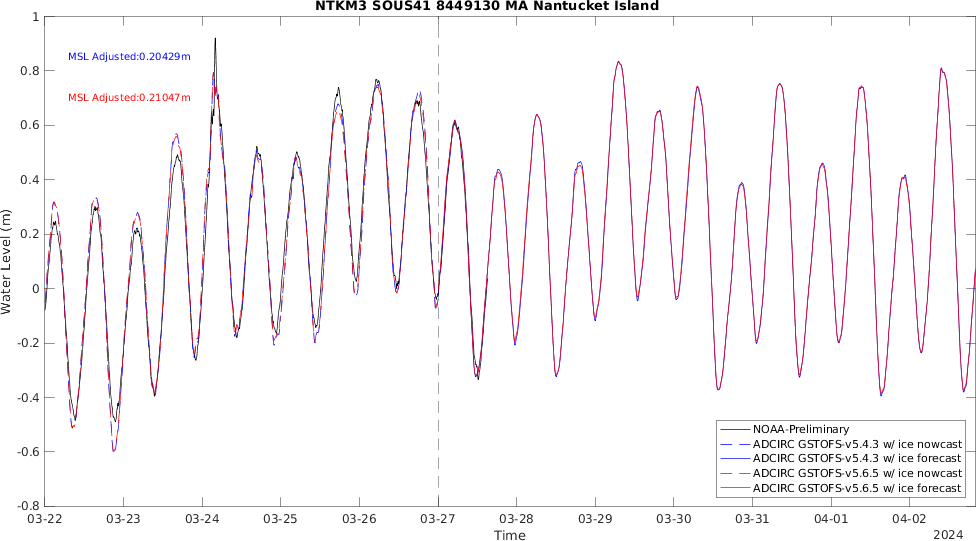 NTKM3 SOUS41 8449130 MA Nantucket Island
MSL Adjusted:0.20429m
MSL Adjusted:0.21047m
Water Level (m)
1
0.8
0.6
0.4
0.2
0
-0.2
-0.4
-0.6
-0.8
NOAA-Preliminary
ADCIRC GSTOFS-v5.4.3 w/ ice nowcast
ADCIRC GSTOFS-v5.4.3 w/ ice forecast
ADCIRC GSTOFS-v5.6.5 w/ ice nowcast
ADCIRC GSTOFS-v5.6.5 w/ ice forecast
03-22 03-23 03-24 03-25 03-26 03-27 03-28 03-29 03-30 03-31 04-01 04-02
Time
2024